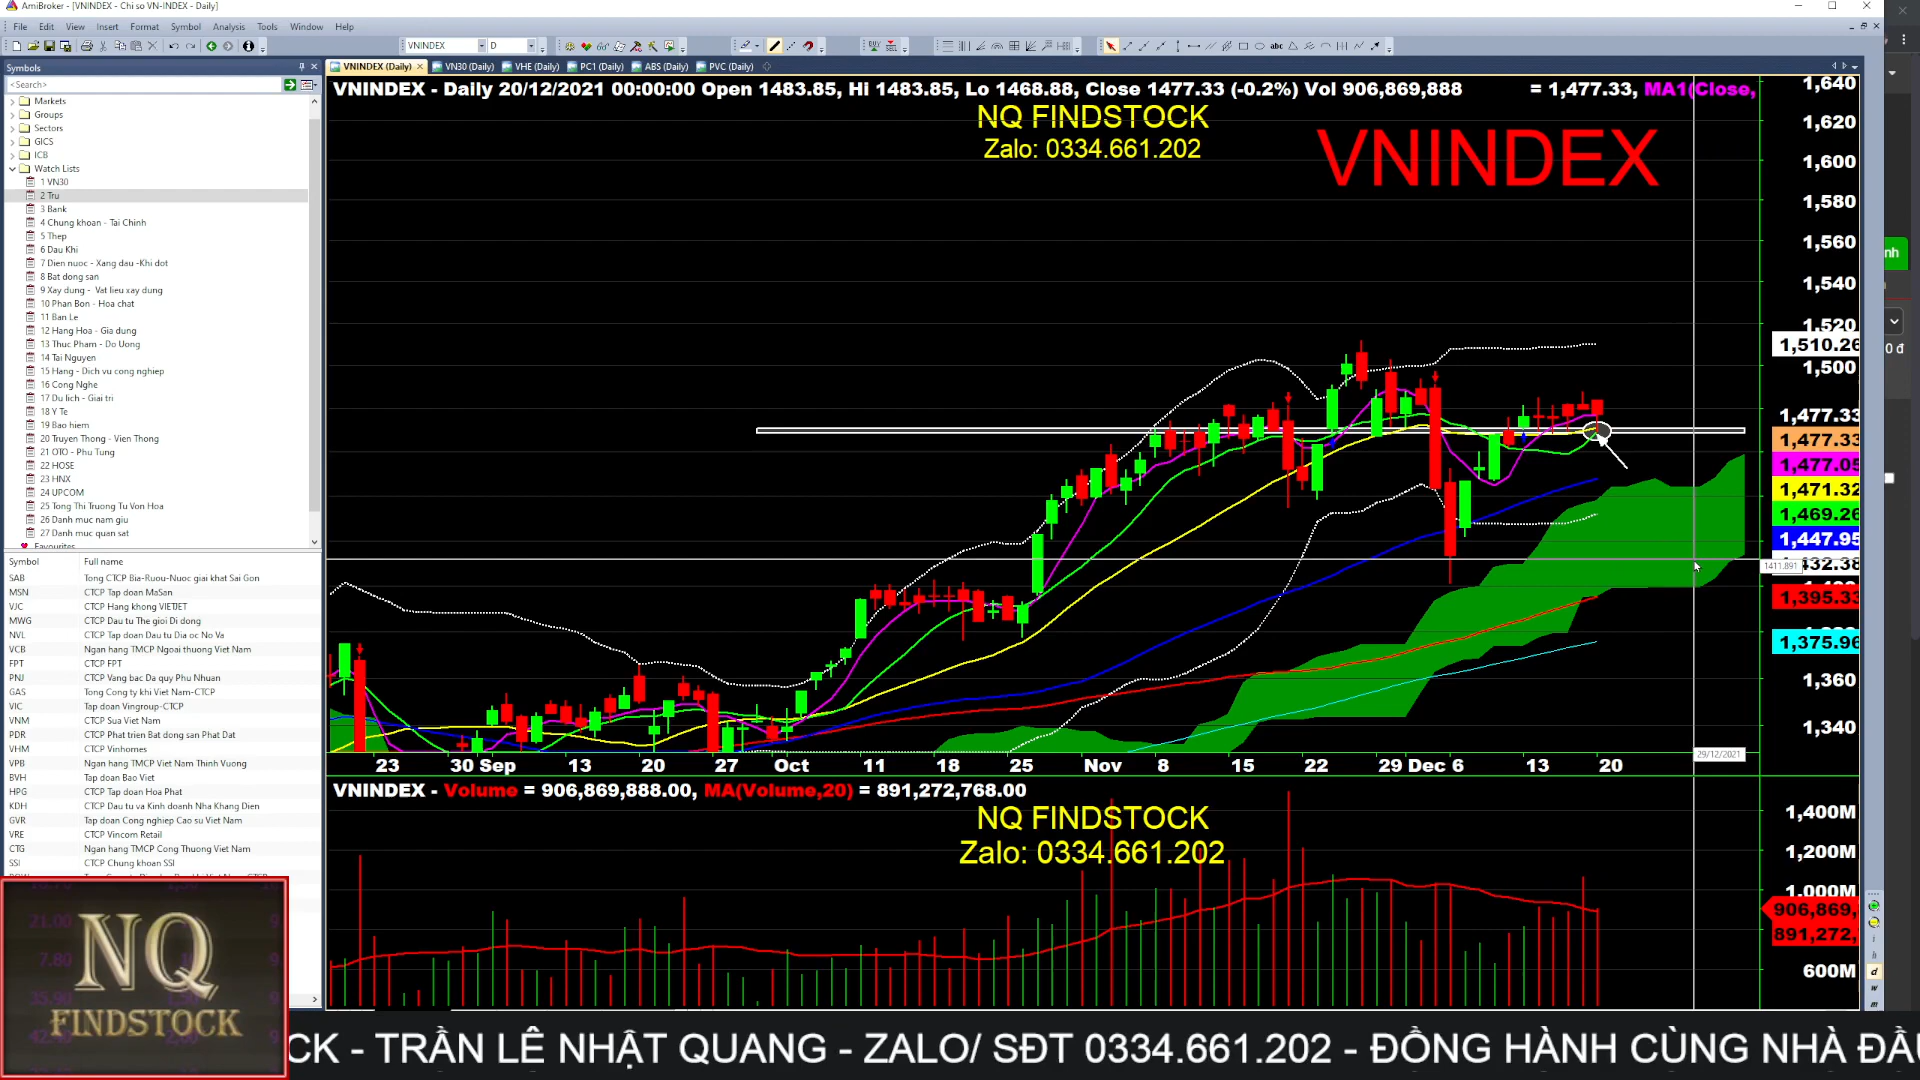 AmiBroker - [VNINDEX - Chi so VN-INDEX - Daily]
File Edit View Insert Format Symbol Analysis Tools Window Help
VNINDEX D
Symbols
<Search>
Markets
Groups
Sectors
GICS
ICB
Watch Lists
1 VN30
2 Tru
3 Bank
4 Chung khoan - Tai Chinh
5 Thep
6 Dau Khi
7 Dien nuoc - Xang dau -Khi dot
8 Bat dong san
9 Xay dung - Vat lieu xay dung
10 Phan Bon - Hoa chat
11 Ban Le
12 Hang Hoa - Gia dung
13 Thuc Pham - Do Uong
14 Tai Nguyen
15 Hang - Dich vu cong nghiep
16 Cong Nghe
17 Du lich - Giai tri
18 Y Te
19 Bao hiem
20 Truyen Thong - Vien Thong
21 OTO - Phu Tung
22 HOSE
23 HNX
24 UPCOM
25 Tong Thi Truong Tu Von Hoa
26 Danh muc nam giu
27 Danh muc quan sat
Favourites
Symbol Full name
SAB Tong CTCP Bia-Ruou-Nuoc giai khat Sai Gon
MSN CTCP Tap doan MaSan
VJC CTCP Hang khong VIETJET
MWG CTCP Dau tu The gioi Di dong
NVL CTCP Tap doan Dau tu Dia oc No Va
VCB Ngan hang TMCP Ngoai thuong Viet Nam
FPT CTCP FPT
PNJ CTCP Vang bac Da quy Phu Nhuan
GAS Tong Cong ty khi Viet Nam-CTCP
VIC Tap doan Vingroup-CTCP
VNM CTCP Sua Viet Nam
PDR CTCP Phat trien Bat dong san Phat Dat
VHM CTCP Vinhomes
VPB Ngan hang TMCP Viet Nam Thinh Vuong
BVH Tap doan Bao Viet
HPG CTCP Tap doan Hoa Phat
KDH CTCP Dau tu va Kinh doanh Nha Khang Dien
GVR Tap doan Cong nghiep Cao su Viet Nam
VRE CTCP Vincom Retail
CTG Ngan hang TMCP Cong Thuong Viet Nam
SSI CTCP Chung khoan SSI
VNINDEX (Daily) VN30 (Daily) VHE (Daily) PC1 (Daily) ABS (Daily) PVC (Daily)
VNINDEX - Daily 20/12/2021 00:00:00 Open 1483.85, Hi 1483.85, Lo 1468.88, Close 1477.33 (-0.2%) Vol 906,869,888 = 1,477.33, MA1(Close,
NQ FINDSTOCK
Zalo: 0334.661.202
VNINDEX
1,640
1,620
1,600
1,580
1,560
1,540
1,520
1,510.26
1,500
1,477.33
1,477.33
1,477.05
1,471.32
1,469.26
1,447.95
1,432.38
1411.891
1,395.33
1,375.96
1,360
1,340
29/12/2021
23 30 Sep 13 20 27 Oct 11 18 25 Nov 8 15 22 29 Dec 6 13 20
VNINDEX - Volume = 906,869,888.00, MA(Volume,20) = 891,272,768.00
NQ FINDSTOCK
Zalo: 0334.661.202
1,400M
1,200M
1,000M
906,869,
891,272,
600M
nh
0 đ
NQ
FINDSTOCK
CK - TRẦN LÊ NHẬT QUANG - ZALO/ SĐT 0334.661.202 - ĐỒNG HÀNH CÙNG NHÀ ĐẦU